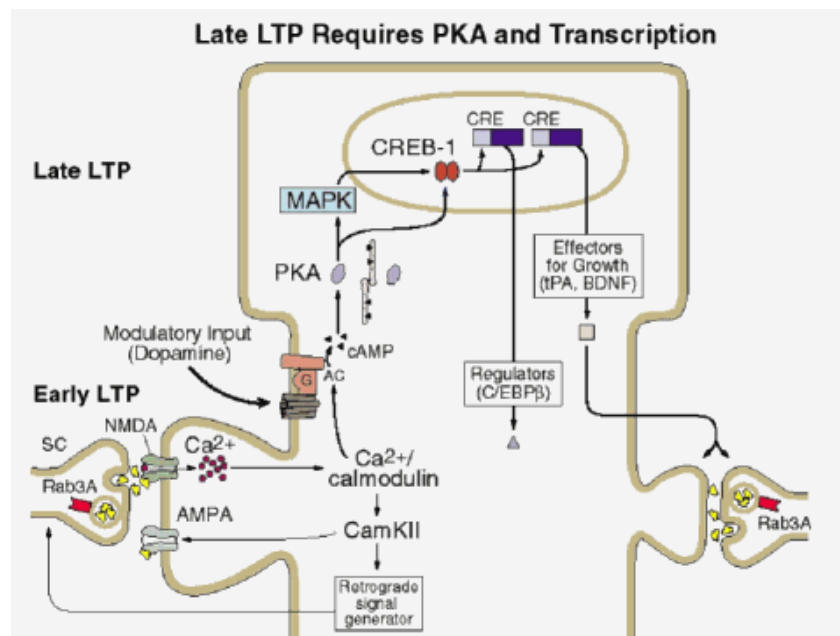 Late LTP Requires PKA and Transcription
CRE CRE
CREB-1
Late LTP
MAPK
Effectors
for Growth
(tPA, BDNF)
PKA
Modulatory Input
(Dopamine)
cAMP
G
AC
Early LTP
Regulators
(C/EBPβ)
NMDA
SC
Ca2+
Ca2+/
calmodulin
Rab3A
AMPA
CamKII
Rab3A
Retrograde
signal
generator